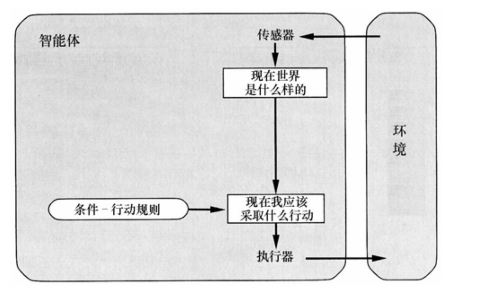 智能体
传感器
现在世界
是什么样的
环
境
条件-行动规则
现在我应该
采取什么行动
执行器